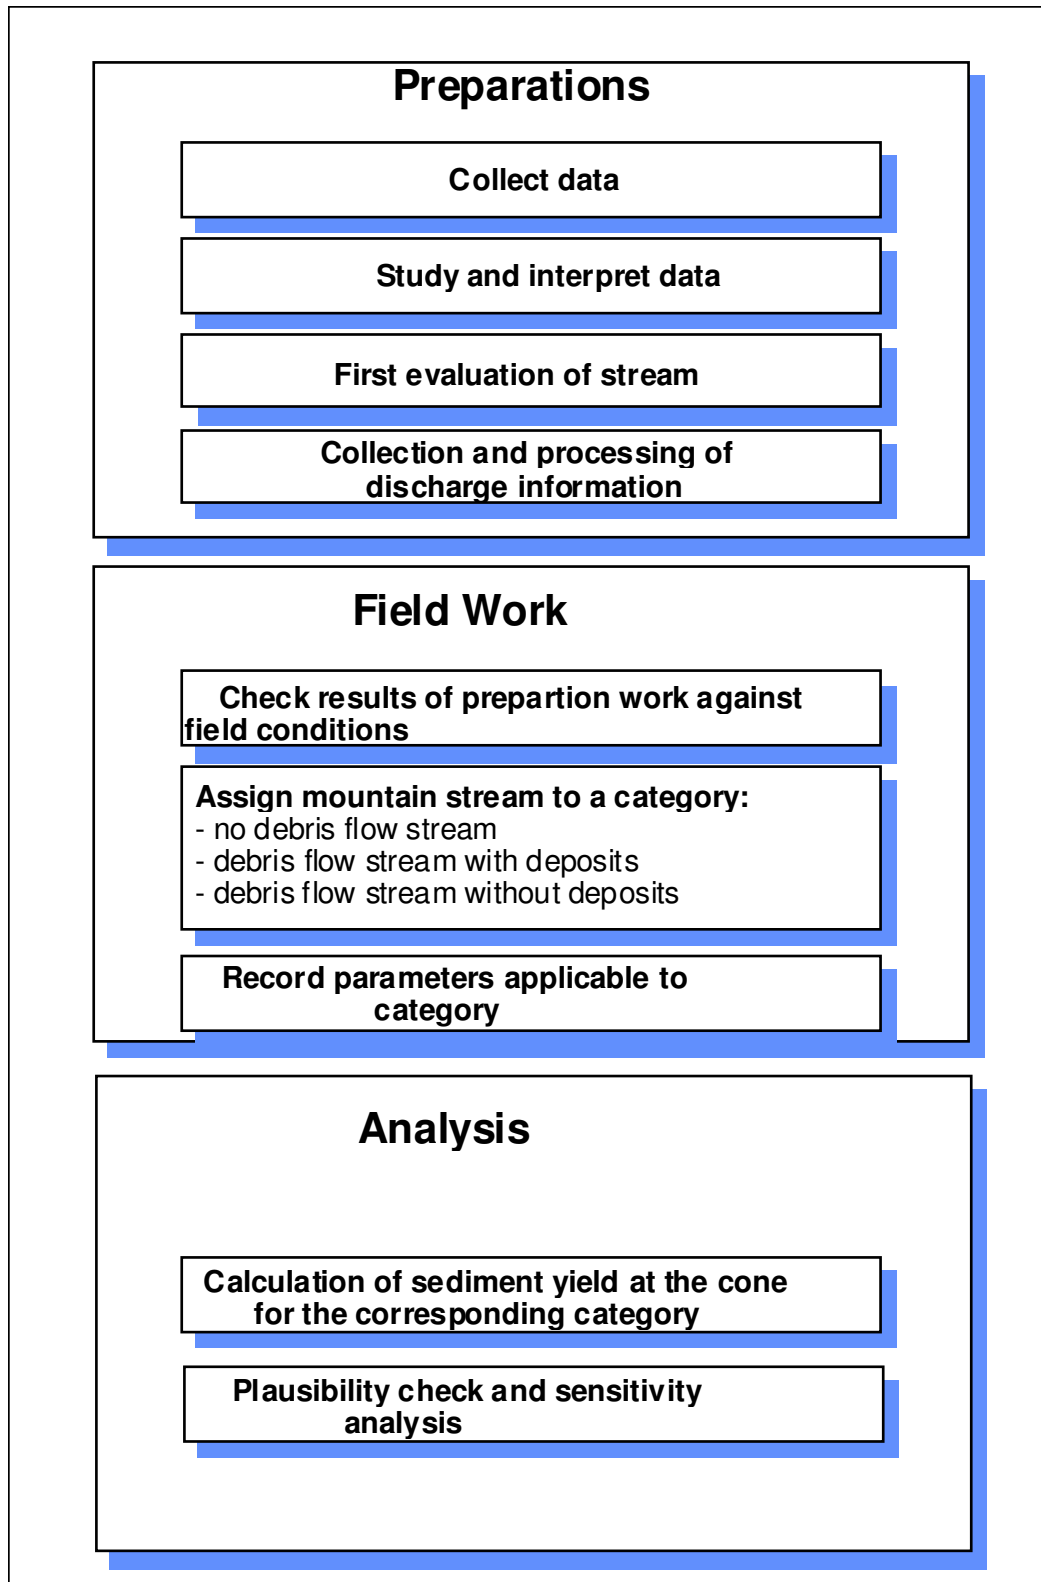 Preparations
Collect data
Study and interpret data
First evaluation of stream
Collection and processing of
discharge information
Field Work
Check results of prepartion work against
field conditions
Assign mountain stream to a category:
- no debris flow stream
- debris flow stream with deposits
- debris flow stream without deposits
Record parameters applicable to
category
Analysis
Calculation of sediment yield at the cone
for the corresponding category
Plausibility check and sensitivity
analysis